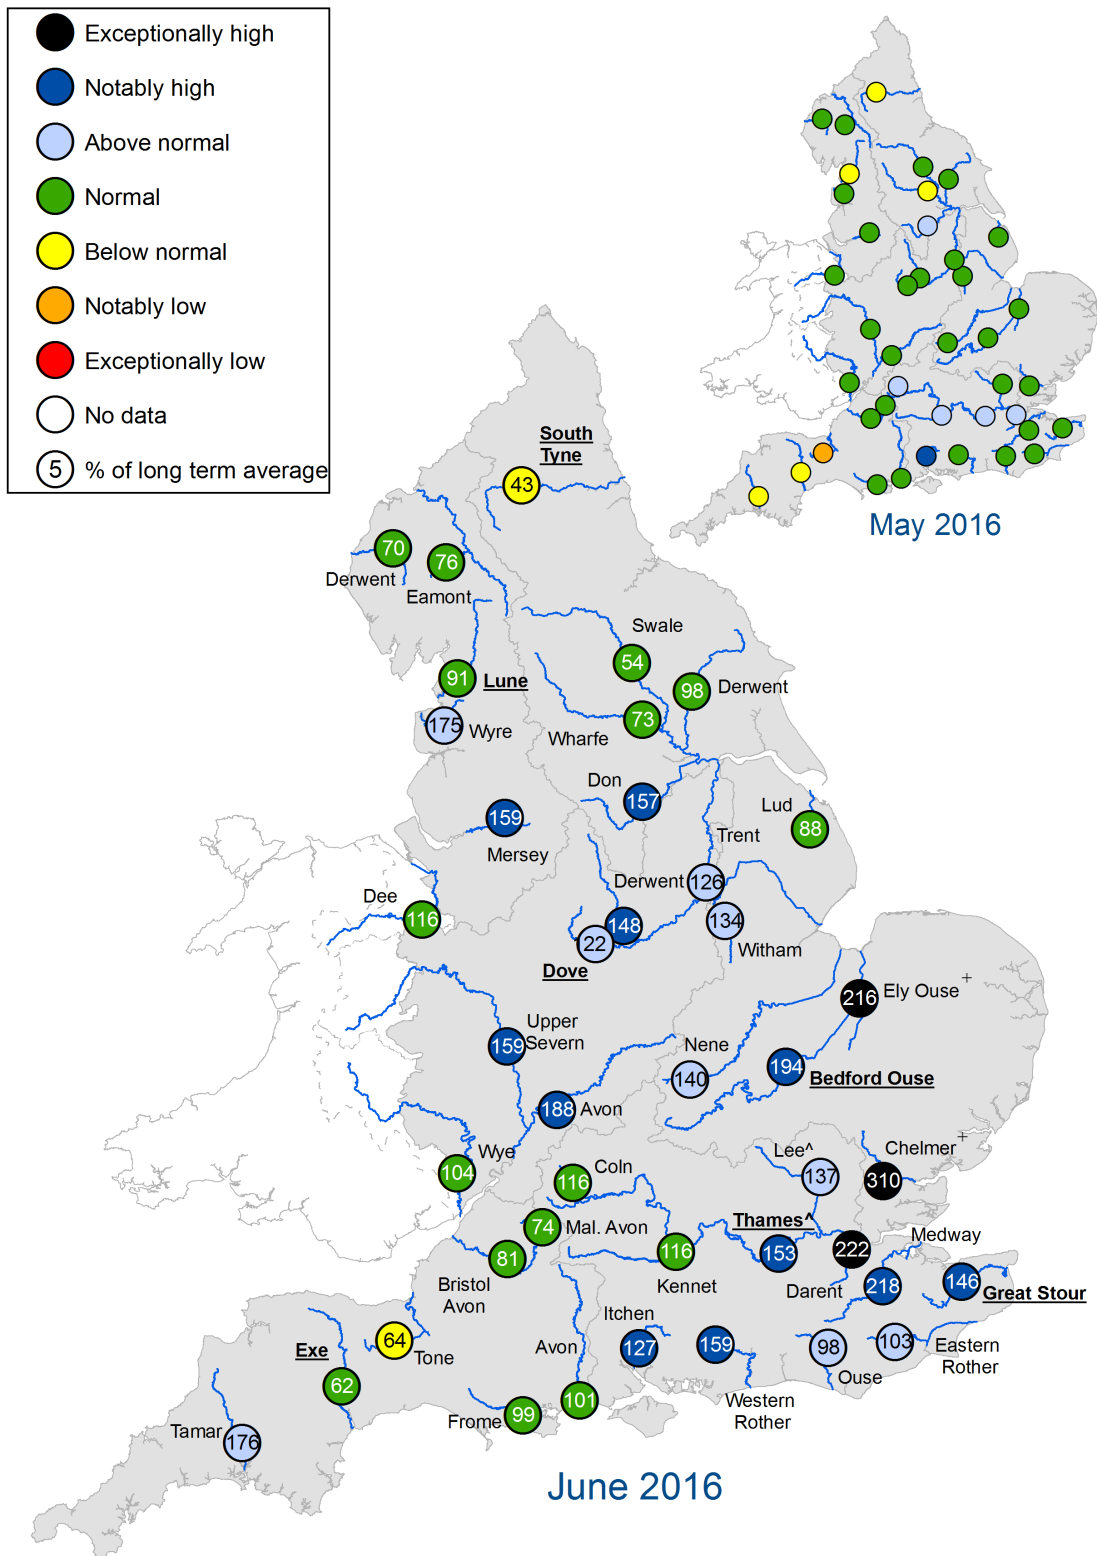 Exceptionally high
Notably high
Above normal
Normal
Below normal
Notably low
Exceptionally low
No data
5 % of long term average
May 2016
South
Tyne
43
70
76
Derwent
Eamont
Swale
54
91
Lune
98
Derwent
175
Wyre
73
Wharfe
Don
157
Lud
88
159
Mersey
Trent
Derwent
126
Dee
116
148
134
22
Witham
Dove
216
Ely Ouse+
Upper
Severn
159
Nene
140
194
Bedford Ouse
188
Avon
Wye
104
Coln
116
Lee^
137
Chelmer+
310
74
Mal. Avon
Thames^
153
222
Medway
81
Bristol
Avon
116
Kennet
Darent
218
146
Great Stour
Itchen
127
159
64
Tone
Exe
62
Avon
98
Ouse
103
Eastern
Rother
Western
Rother
Frome
99
101
Tamar
176
June 2016